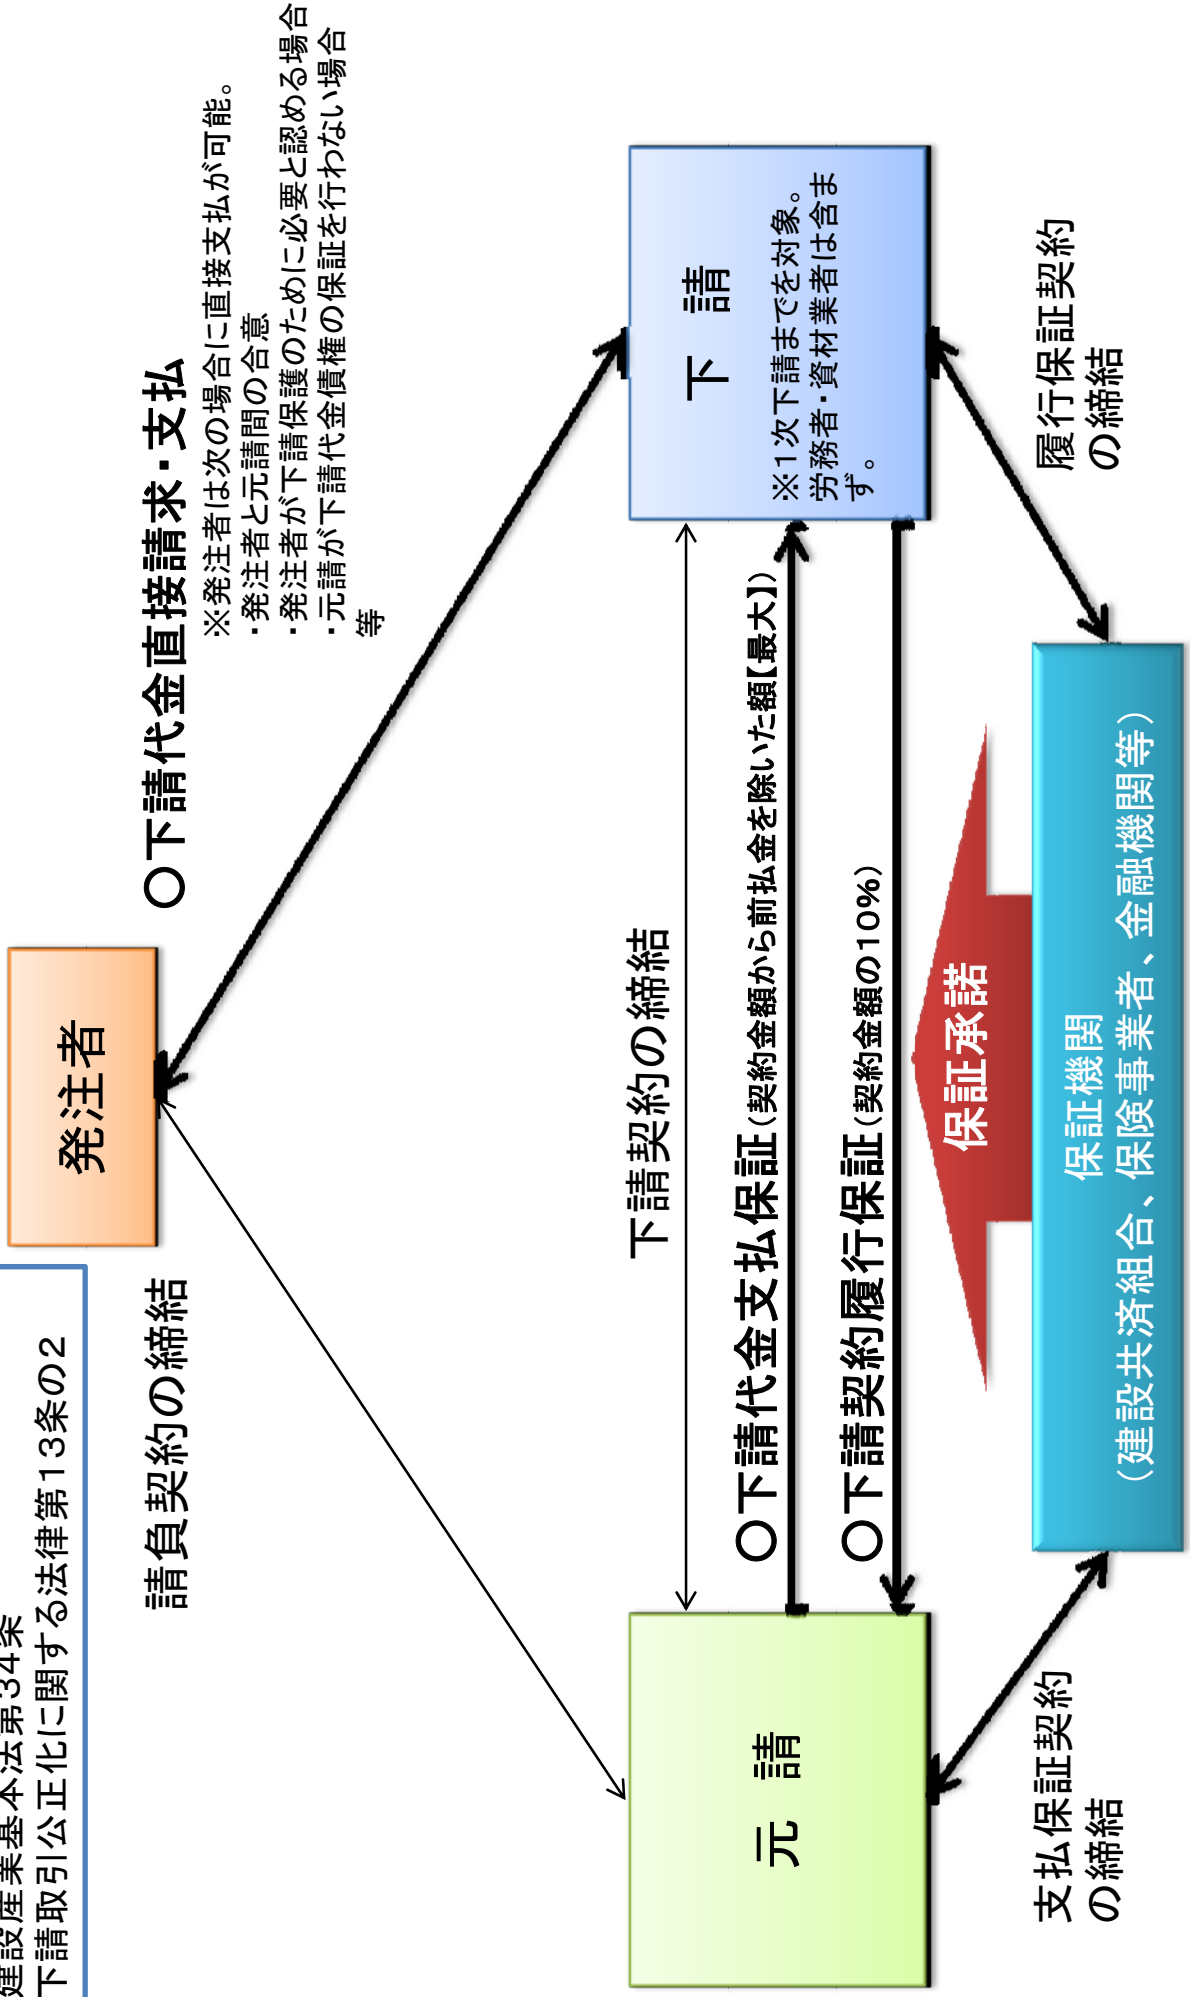 建設産業基本法第34条
下請取引公正化に関する法律第13条の2
発注者
請負契約の締結
○下請代金直接請求・支払
※発注者は次の場合に直接支払が可能。
・発注者と元請間の合意
・発注者が下請保護のために必要と認める場合
・元請が下請代金債権の保証を行わない場合
等
下請契約の締結
○下請代金支払保証(契約金額から前払金を除いた額【最大】)
○下請契約履行保証(契約金額の10%)
元　請
下　請
※1次下請までを対象。
労務者・資材業者は含ま
ず。
保証承諾
支払保証契約
の締結
保証機関
(建設共済組合、保険事業者、金融機関等)
履行保証契約
の締結